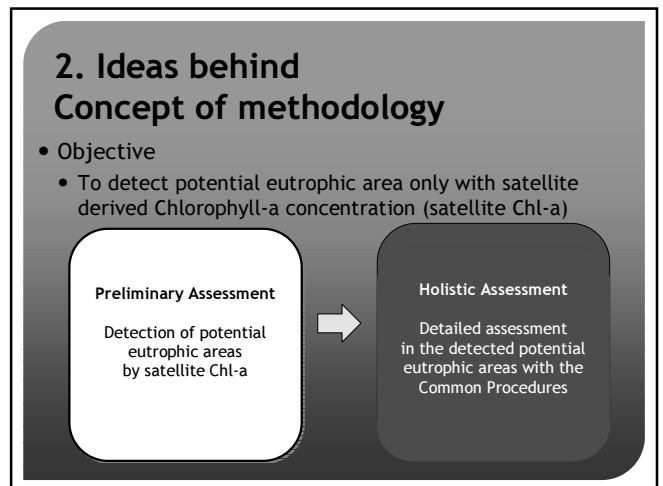 2. Ideas behind
Concept of methodology
• Objective
• To detect potential eutrophic area only with satellite
derived Chlorophyll-a concentration (satellite Chl-a)
Preliminary Assessment
Detection of potential
eutrophic areas
by satellite Chl-a
Holistic Assessment
Detailed assessment
in the detected potential
eutrophic areas with the
Common Procedures